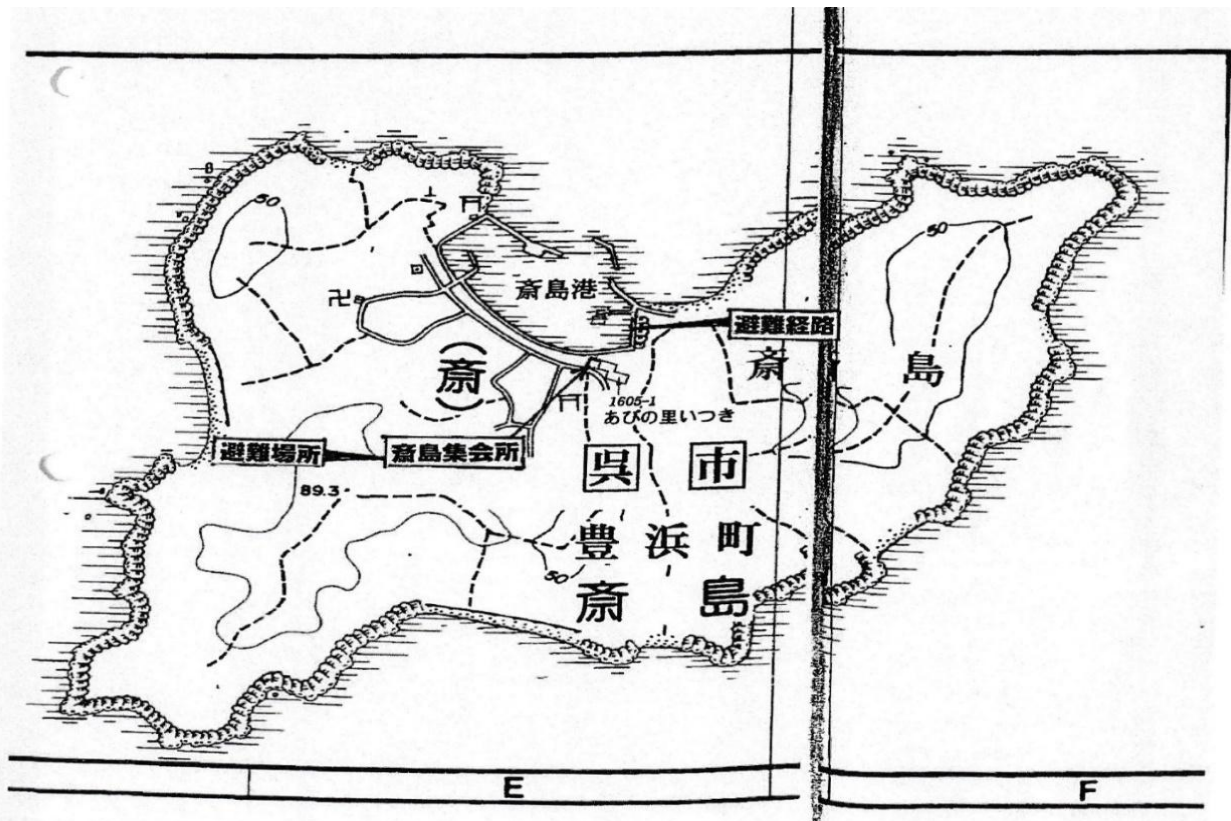 50
50
斎島港
避難経路
斎 島
(斎)
1605-1
あびの里いつき
避難場所
斎島集会所
呉市
89.3
豊浜町
50
斎島
E
F